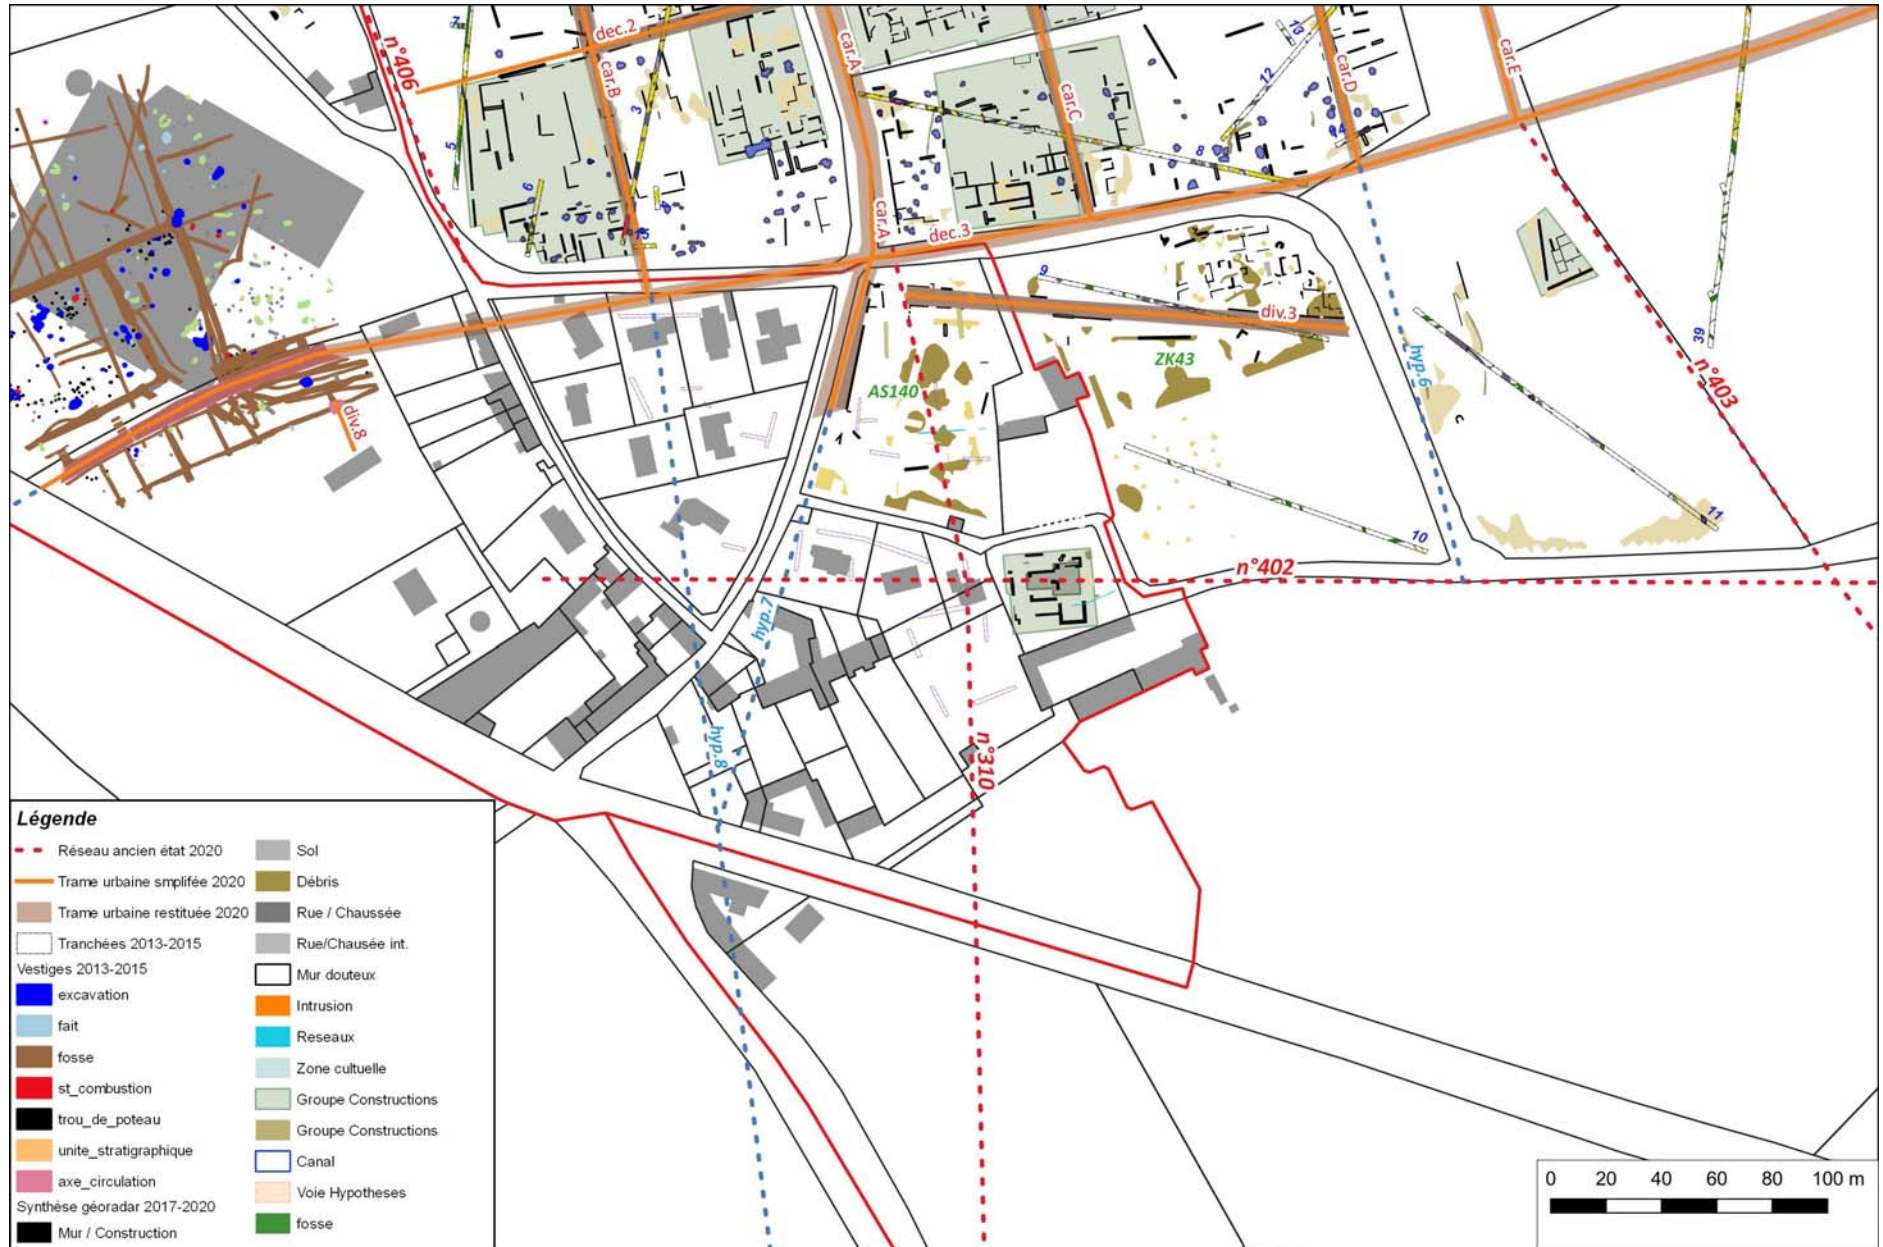 7
n°406
dec.2
car.B
3
car.A
car.C
13
12
car.D
14
car.E
5
6
4
15
8
car.A
dec.3
9
div.3
ZK43
AS140
hyp.6
39
n°403
div.8
11
10
n°402
hyp.7
hyp.8
n°310
Légende
Réseau ancien état 2020
Trame urbaine smplifée 2020
Trame urbaine restituée 2020
Tranchées 2013-2015
Vestiges 2013-2015
excavation
fait
fosse
st_combustion
trou_de_poteau
unite_stratigraphique
axe_circulation
Synthèse géoradar 2017-2020
Mur / Construction
Sol
Débris
Rue / Chaussée
Rue/Chausée int.
Mur douteux
Intrusion
Reseaux
Zone cultuelle
Groupe Constructions
Groupe Constructions
Canal
Voie Hypotheses
fosse
0 20 40 60 80 100 m